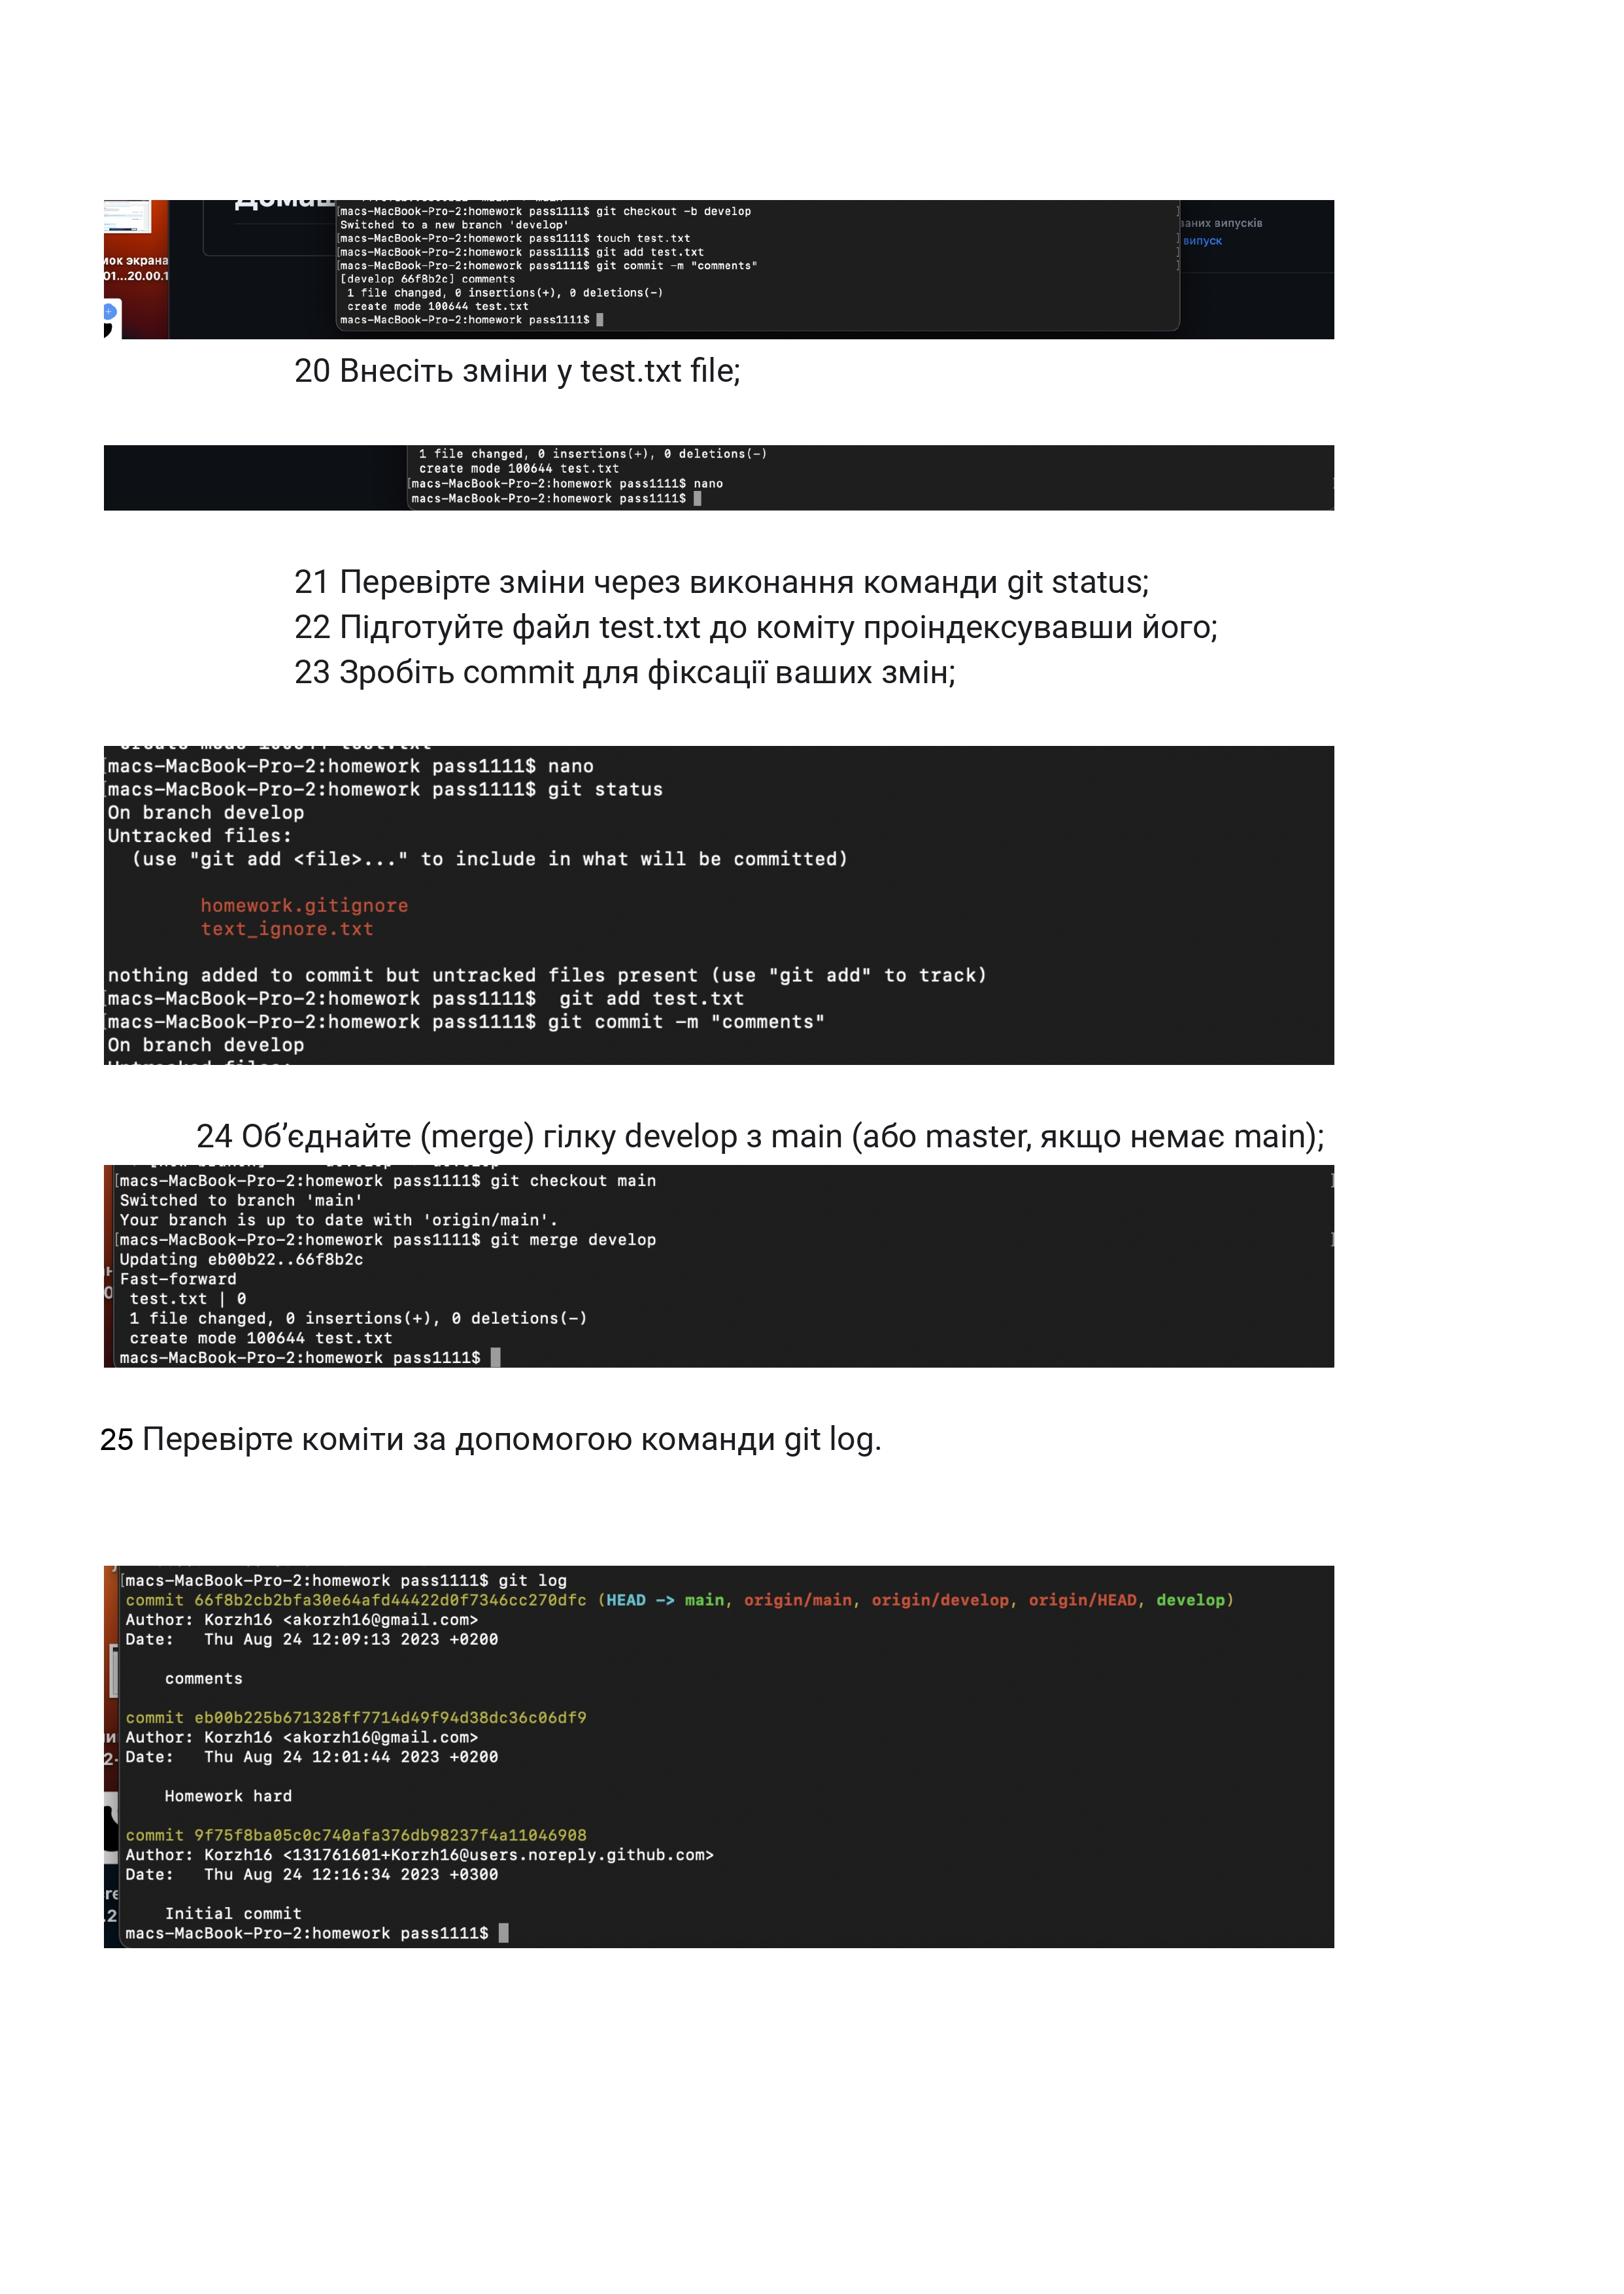 [macs-MacBook-Pro-2:homework pass1111$ git checkout -b develop
Switched to a new branch 'develop'
[macs-MacBook-Pro-2:homework pass1111$ touch test.txt
[macs-MacBook-Pro-2:homework pass1111$ git add test.txt
[macs-MacBook-Pro-2:homework pass1111$ git commit -m "comments"
[develop 66f8b2c] comments
1 file changed, 0 insertions(+), 0 deletions(-)
create mode 100644 test.txt
macs-MacBook-Pro-2:homework pass1111$
випуск
20 Внесіть зміни у test.txt file;
1 file changed, 0 insertions(+), 0 deletions(-)
create mode 100644 test.txt
[macs-MacBook-Pro-2:homework pass1111$ nano
macs-MacBook-Pro-2:homework pass1111$
21 Перевірте зміни через виконання команди git status;
22 Підготуйте файл test.txt до коміту проіндексувавши його;
23 Зробіть commit для фіксації ваших змін;
[macs-MacBook-Pro-2:homework pass1111$ nano
[macs-MacBook-Pro-2:homework pass1111$ git status
On branch develop
Untracked files:
(use "git add <file>..." to include in what will be committed)
homework.gitignore
text_ignore.txt
nothing added to commit but untracked files present (use "git add" to track)
[macs-MacBook-Pro-2:homework pass1111$  git add test.txt
[macs-MacBook-Pro-2:homework pass1111$ git commit -m "comments"
On branch develop
24 Об’єднайте (merge) гілку develop з main (або master, якщо немає main);
[macs-MacBook-Pro-2:homework pass1111$ git checkout main
Switched to branch 'main'
Your branch is up to date with 'origin/main'.
[macs-MacBook-Pro-2:homework pass1111$ git merge develop
Updating eb00b22..66f8b2c
Fast-forward
test.txt | 0
1 file changed, 0 insertions(+), 0 deletions(-)
create mode 100644 test.txt
macs-MacBook-Pro-2:homework pass1111$
25 Перевірте коміти за допомогою команди git log.
[macs-MacBook-Pro-2:homework pass1111$ git log
commit 66f8b2cb2bfa30e64afd44422d0f7346cc270dfc (HEAD -> main, origin/main, origin/develop, origin/HEAD, develop)
Author: Korzh16 <akorzh16@gmail.com>
Date:   Thu Aug 24 12:09:13 2023 +0200
comments
commit eb00b225b671328ff7714d49f94d38dc36c06df9
Author: Korzh16 <akorzh16@gmail.com>
Date:   Thu Aug 24 12:01:44 2023 +0200
Homework hard
commit 9f75f8ba05c0c740afa376db98237f4a11046908
Author: Korzh16 <131761601+Korzh16@users.noreply.github.com>
Date:   Thu Aug 24 12:16:34 2023 +0300
Initial commit
macs-MacBook-Pro-2:homework pass1111$